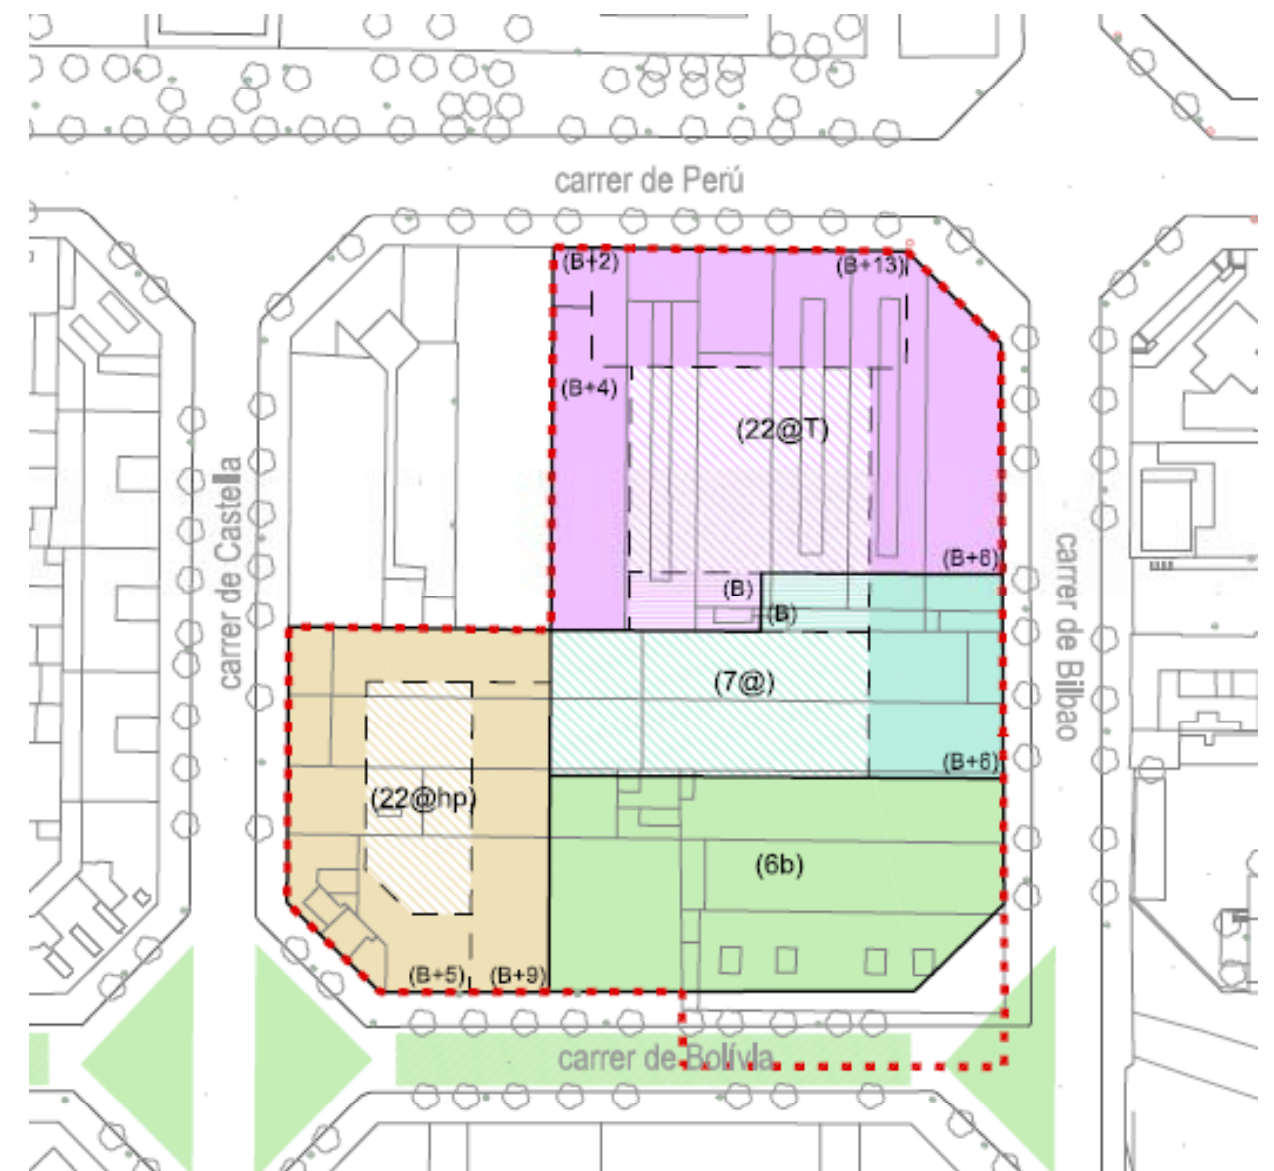 carrer de Perú
(B+2)
(B+13)
(B+4)
(22@T)
carrer de Castella
(B+8)
(B)
(B)
carrer de Bilbao
(7@)
(B+6)
(22@hp)
(6b)
(B+5)
(B+9)
carrer de Bolívia